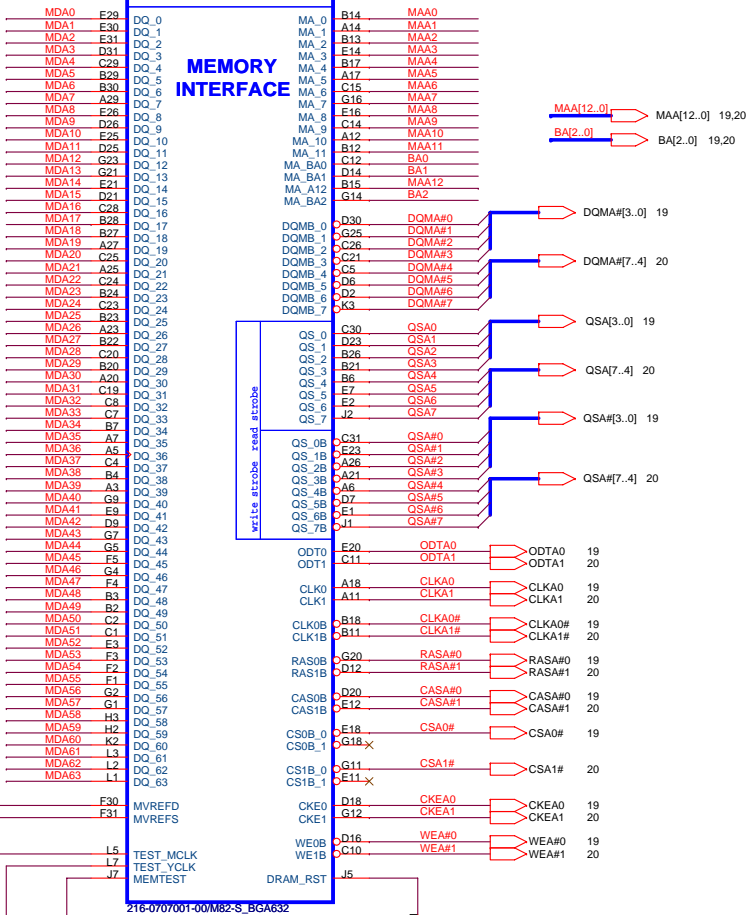 MDA0 E29 DQ_0
MDA1 E30 DQ_1
MDA2 E31 DQ_2
MDA3 D31 DQ_3
MDA4 C29 DQ_4
MDA5 B29 DQ_5
MDA6 B30 DQ_6
MDA7 A29 DQ_7
MDA8 E26 DQ_8
MDA9 D26 DQ_9
MDA10 E25 DQ_10
MDA11 D25 DQ_11
MDA12 G23 DQ_12
MDA13 G21 DQ_13
MDA14 E21 DQ_14
MDA15 D21 DQ_15
MDA16 C28 DQ_16
MDA17 B28 DQ_17
MDA18 B27 DQ_18
MDA19 A27 DQ_19
MDA20 C25 DQ_20
MDA21 A25 DQ_21
MDA22 C24 DQ_22
MDA23 B24 DQ_23
MDA24 C23 DQ_24
MDA25 B23 DQ_25
MDA26 A23 DQ_26
MDA27 B22 DQ_27
MDA28 C20 DQ_28
MDA29 B20 DQ_29
MDA30 A20 DQ_30
MDA31 C19 DQ_31
MDA32 C8 DQ_32
MDA33 C7 DQ_33
MDA34 B7 DQ_34
MDA35 A7 DQ_35
MDA36 A5 DQ_36
MDA37 C4 DQ_37
MDA38 B4 DQ_38
MDA39 A3 DQ_39
MDA40 G9 DQ_40
MDA41 E9 DQ_41
MDA42 D9 DQ_42
MDA43 G7 DQ_43
MDA44 G5 DQ_44
MDA45 F5 DQ_45
MDA46 G4 DQ_46
MDA47 F4 DQ_47
MDA48 B3 DQ_48
MDA49 B2 DQ_49
MDA50 C2 DQ_50
MDA51 C1 DQ_51
MDA52 E3 DQ_52
MDA53 F3 DQ_53
MDA54 F2 DQ_54
MDA55 F1 DQ_55
MDA56 G2 DQ_56
MDA57 G1 DQ_57
MDA58 H3 DQ_58
MDA59 H2 DQ_59
MDA60 K2 DQ_60
MDA61 L3 DQ_61
MDA62 L2 DQ_62
MDA63 L1 DQ_63
F30 MVREFD
F31 MVREFS
L5 TEST_MCLK
L7 TEST_YCLK
J7 MEMTEST
MEMORY
INTERFACE
MA_0 B14 MAA0
MA_1 A14 MAA1
MA_2 B13 MAA2
MA_3 E14 MAA3
MA_4 B17 MAA4
MA_5 A17 MAA5
MA_6 C15 MAA6
MA_7 G16 MAA7
MA_8 E16 MAA8
MA_9 C14 MAA9
MA_10 A12 MAA10
MA_11 B12 MAA11
MA_BA0 C12 BA0
MA_BA1 D14 BA1
MA_A12 B15 MAA12
MA_BA2 G14 BA2
DQMB_0 D30 DQMA#0
DQMB_1 G25 DQMA#1
DQMB_2 C26 DQMA#2
DQMB_3 C21 DQMA#3
DQMB_4 C5 DQMA#4
DQMB_5 D6 DQMA#5
DQMB_6 D2 DQMA#6
DQMB_7 K3 DQMA#7
write strobe read strobe
QS_0 C30 QSA0
QS_1 D23 QSA1
QS_2 B26 QSA2
QS_3 B21 QSA3
QS_4 B6 QSA4
QS_5 E7 QSA5
QS_6 E2 QSA6
QS_7 J2 QSA7
QS_0B C31 QSA#0
QS_1B E23 QSA#1
QS_2B A26 QSA#2
QS_3B A21 QSA#3
QS_4B A6 QSA#4
QS_5B D7 QSA#5
QS_6B E1 QSA#6
QS_7B J1 QSA#7
ODT0 E20 ODTA0 ODTA0 19
ODT1 C11 ODTA1 ODTA1 20
CLK0 A18 CLKA0 CLKA0 19
CLK1 A11 CLKA1 CLKA1 20
CLK0B B18 CLKA0# CLKA0# 19
CLK1B B11 CLKA1# CLKA1# 20
RAS0B G20 RASA#0 RASA#0 19
RAS1B D12 RASA#1 RASA#1 20
CAS0B D20 CASA#0 CASA#0 19
CAS1B E12 CASA#1 CASA#1 20
CS0B_0 E18 CSA0# CSA0# 19
CS0B_1 G18
CS1B_0 G11 CSA1# CSA1# 20
CS1B_1 E11
CKE0 D18 CKEA0 CKEA0 19
CKE1 G12 CKEA1 CKEA1 20
WE0B D16 WEA#0 WEA#0 19
WE1B C10 WEA#1 WEA#1 20
DRAM_RST J5
MAA[12..0] MAA[12..0] 19,20
BA[2..0] BA[2..0] 19,20
DQMA#[3..0] 19
DQMA#[7..4] 20
QSA[3..0] 19
QSA[7..4] 20
QSA#[3..0] 19
QSA#[7..4] 20
216-0707001-00/M82-S_BGA632